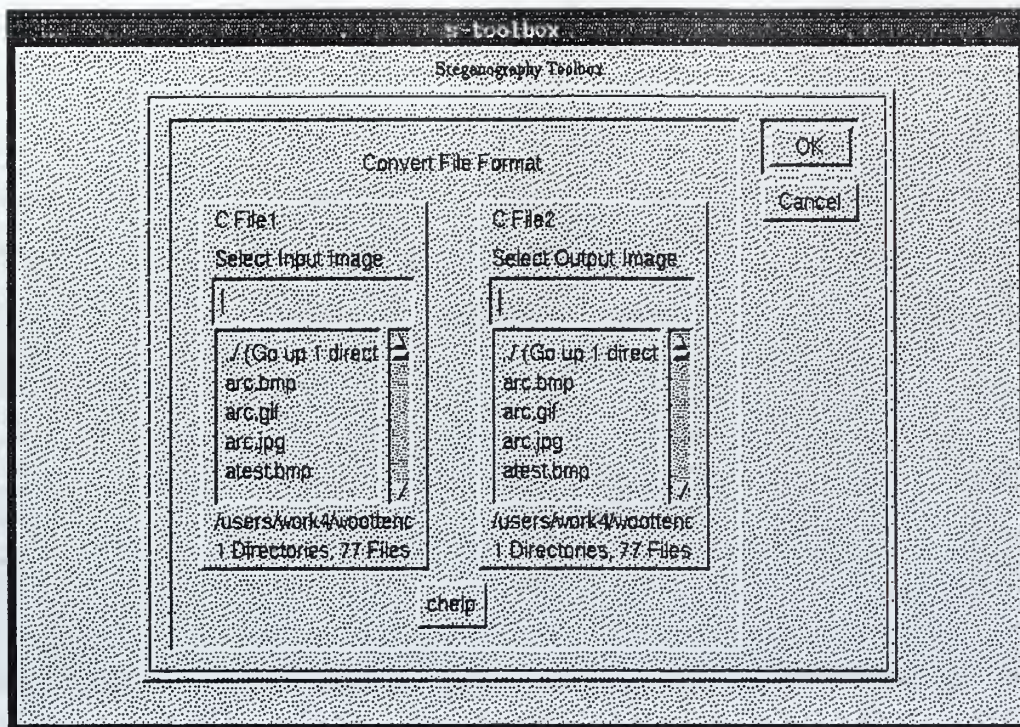 s-toolbox
Steganography Toolbox
Convert File Format
OK
Cancel
C File1
Select Input Image
./ (Go up 1 direct
arc.bmp
arc.gif
arc.jpg
atest.bmp
/users/work4/woottenc
1 Directories, 77 Files
C File2
Select Output Image
./ (Go up 1 direct
arc.bmp
arc.gif
arc.jpg
atest.bmp
/users/work4/woottenc
1 Directories, 77 Files
chelp